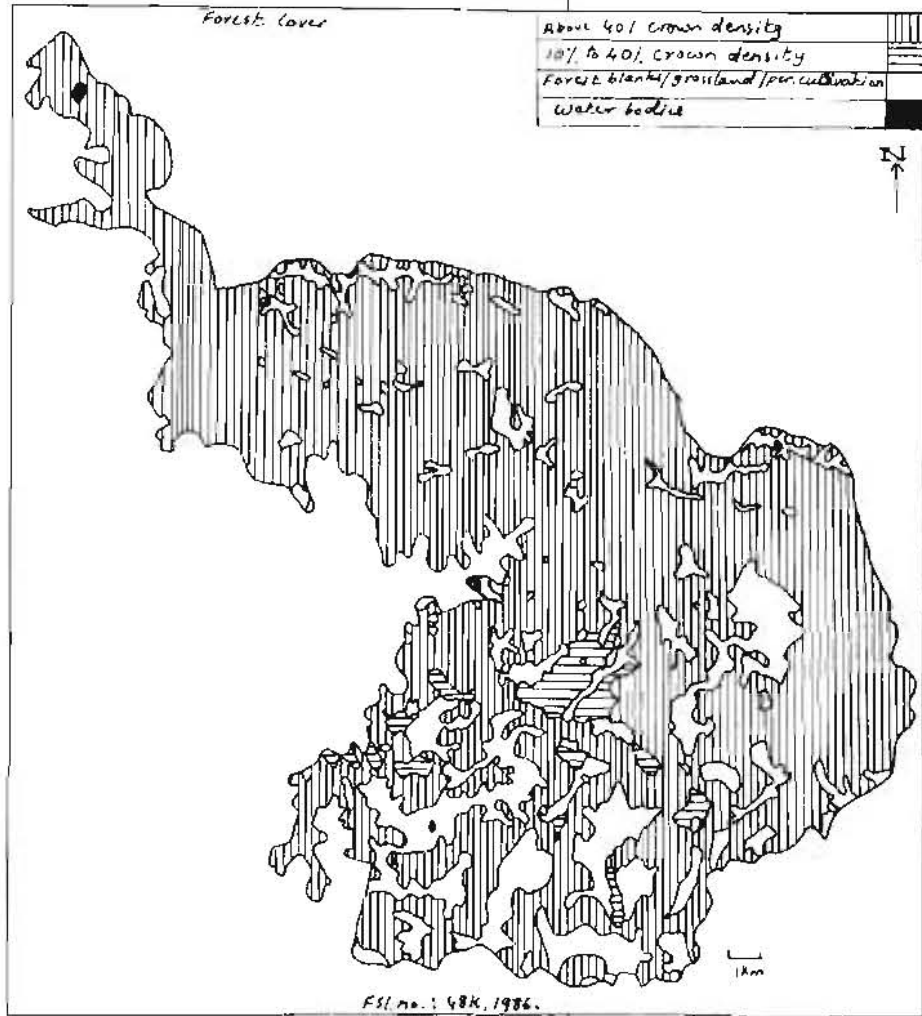 Forest cover
Above 40% crown density
10% to 40% crown density
Forest blanks/grassland/per. cultivation
Water bodies
N
1Km
FSI no.: 48K, 1986.